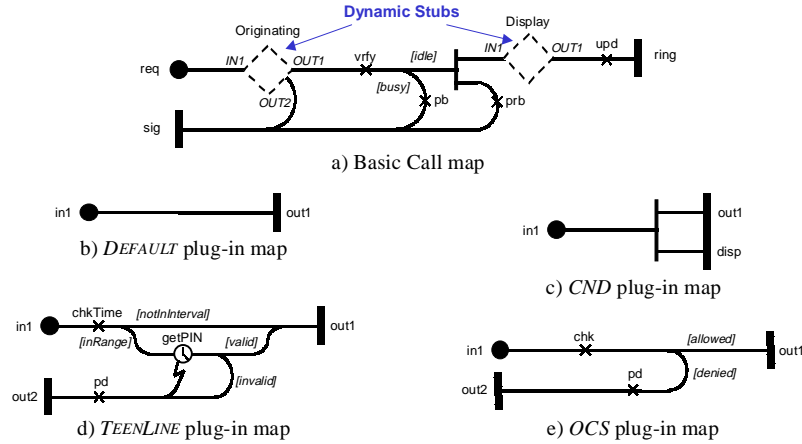 Dynamic Stubs
Originating
Display
req
IN1
OUT1
vrfy
[idle]
IN1
OUT1
upd
ring
[busy]
OUT2
pb
prb
sig
a) Basic Call map
in1
out1
b) DEFAULT plug-in map
in1
out1
disp
c) CND plug-in map
chkTime
[notInInterval]
in1
getPIN
out1
[inRange]
[valid]
pd
[invalid]
out2
d) TEENLINE plug-in map
chk
[allowed]
in1
out1
[denied]
pd
out2
e) OCS plug-in map